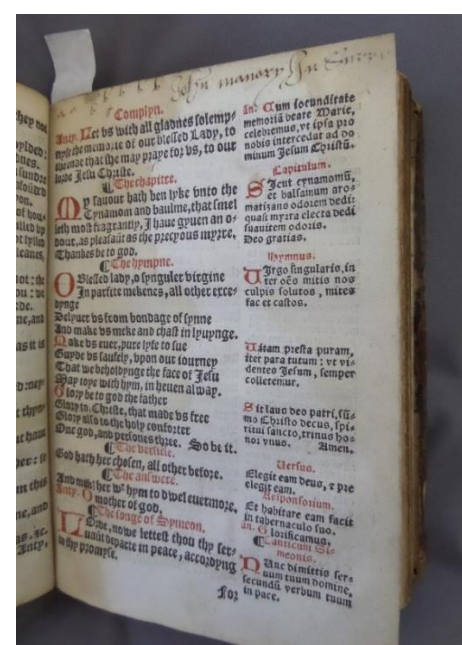 John manory
Complyn.
Anty. Let vs with all gladnes solemp-
nyse the memorie of our blessed Lady, to
thentent that she may praye for vs, to our
lorde Jesu Christe.
¶ The chapitre.
My sauour hath ben lyke vnto the
Cynamom and baulme, that smel
leth most fragrantly, I haue gyuen an o-
dour, as pleasaūt as the precyous myrre.
Thankes be to god.
¶ The hympne.
O Blessed lady, o synguler virgine
In parfite mekenes, all other exce-
dynge
Delyuer vs from bondage of synne
And make vs meke and chast in lyuynge.
Make vs euer, pure lyfe to sue
Guyde vs saufely, vpon our iourney
That we beholdynge the face of Jesu
May ioye with hym, in heuen alway.
Glory be to god the father
Glory to Christe, that made vs free
Glory also to the holy conforter
One god, and persones thre. So be it.
¶ The versicle.
God hath her chosen, all other before.
¶ The answere.
And made her wt hym to dwel euermore.
Anty. O mother of god.
¶ The songe of Symeon.
LOrde, nowe lettest thou thy ser-
uaūt departe in peace, accordyng
to thy promyse.
For
an: Cum iocunditate
memoriā beate Marie,
celebremus, vt ipsa pro
nobis intercedat ad do
minum Jesum Christū.
Capitulum.
SIcut cynamomū,
et balsamum aro-
matizans odorem dedi:
quasi myrra electa dedi
suauitem odoris.
Deo gratias.
Hymnus.
VIrgo singularis, in
ter oēs mitis nos
culpis solutos, mites
fac et castos.
Vitam presta puram,
iter para tutum: vt vi-
dentes Jesum, semper
colletemur.
Sit laus deo patri, sū-
mo Christo decus, spi-
ritui sancto, trinus ho-
nor vnus. Amen.
Versus.
Elegit eam deus, et pre
elegit eam.
Responsorium.
Et habitare eam facit
in tabernaculo suo.
an. Glorificamus.
¶ Canticum Si-
meonis.
NUnc dimittis ser-
uum tuum domine,
secundū verbum tuum
in pace.